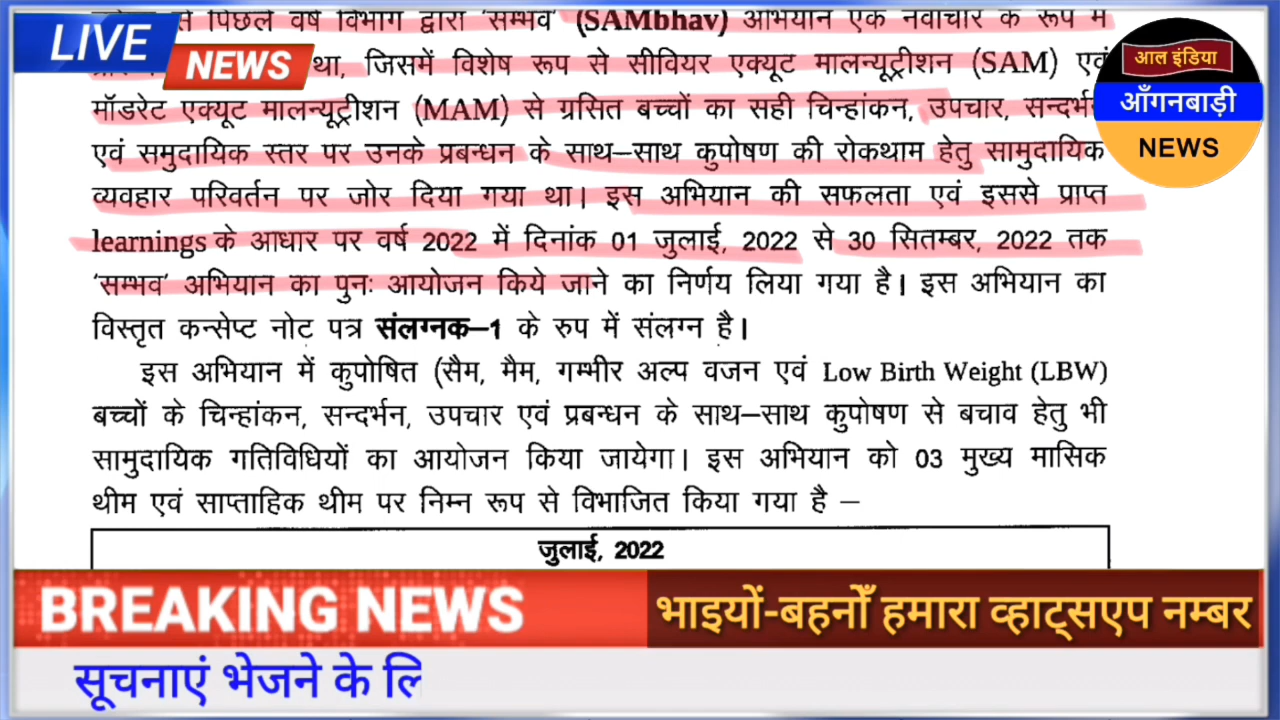 से पिछले वर्ष विभाग द्वारा 'सम्भव' (SAMbhav) अभियान एक नवाचार के रूप में
था, जिसमें विशेष रूप से सीवियर एक्यूट मालन्यूट्रीशन (SAM) एवं
मॉडरेट एक्यूट मालन्यूट्रीशन (MAM) से ग्रसित बच्चों का सही चिन्हांकन, उपचार, सन्दर्भन
एवं समुदायिक स्तर पर उनके प्रबन्धन के साथ–साथ कुपोषण की रोकथाम हेतु सामुदायिक
व्यवहार परिवर्तन पर जोर दिया गया था। इस अभियान की सफलता एवं इससे प्राप्त
learnings के आधार पर वर्ष 2022 में दिनांक 01 जुलाई, 2022 से 30 सितम्बर, 2022 तक
'सम्भव' अभियान का पुनः आयोजन किये जाने का निर्णय लिया गया है। इस अभियान का
विस्तृत कन्सेप्ट नोट पत्र संलग्नक–1 के रुप में संलग्न है।
इस अभियान में कुपोषित (सैम, मैम, गम्भीर अल्प वजन एवं Low Birth Weight (LBW)
बच्चों के चिन्हांकन, सन्दर्भन, उपचार एवं प्रबन्धन के साथ–साथ कुपोषण से बचाव हेतु भी
सामुदायिक गतिविधियों का आयोजन किया जायेगा। इस अभियान को 03 मुख्य मासिक
थीम एवं साप्ताहिक थीम पर निम्न रूप से विभाजित किया गया है –
जुलाई, 2022
LIVE
NEWS
आल इंडिया
आँगनबाड़ी
NEWS
BREAKING NEWS
भाइयों-बहनोँ हमारा व्हाट्सएप नम्बर
सूचनाएं भेजने के लि